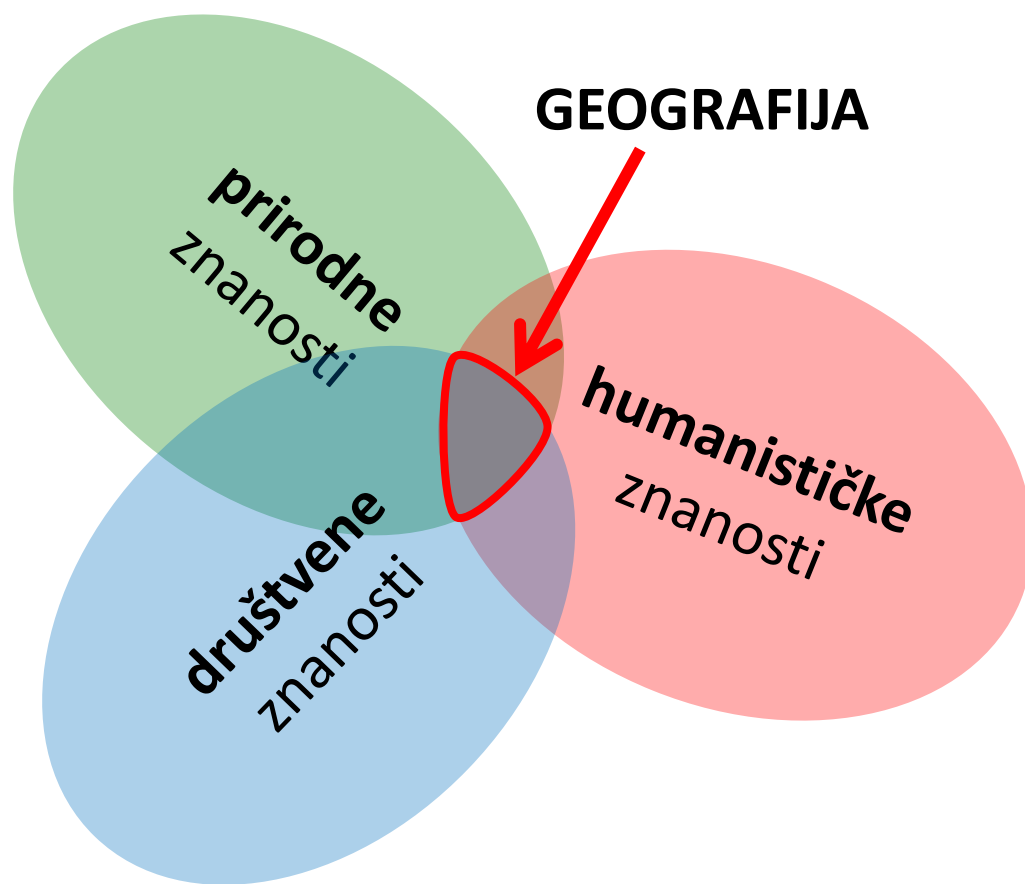 GEOGRAFIJA
prirodne
znanosti
humanističke
znanosti
društvene
znanosti